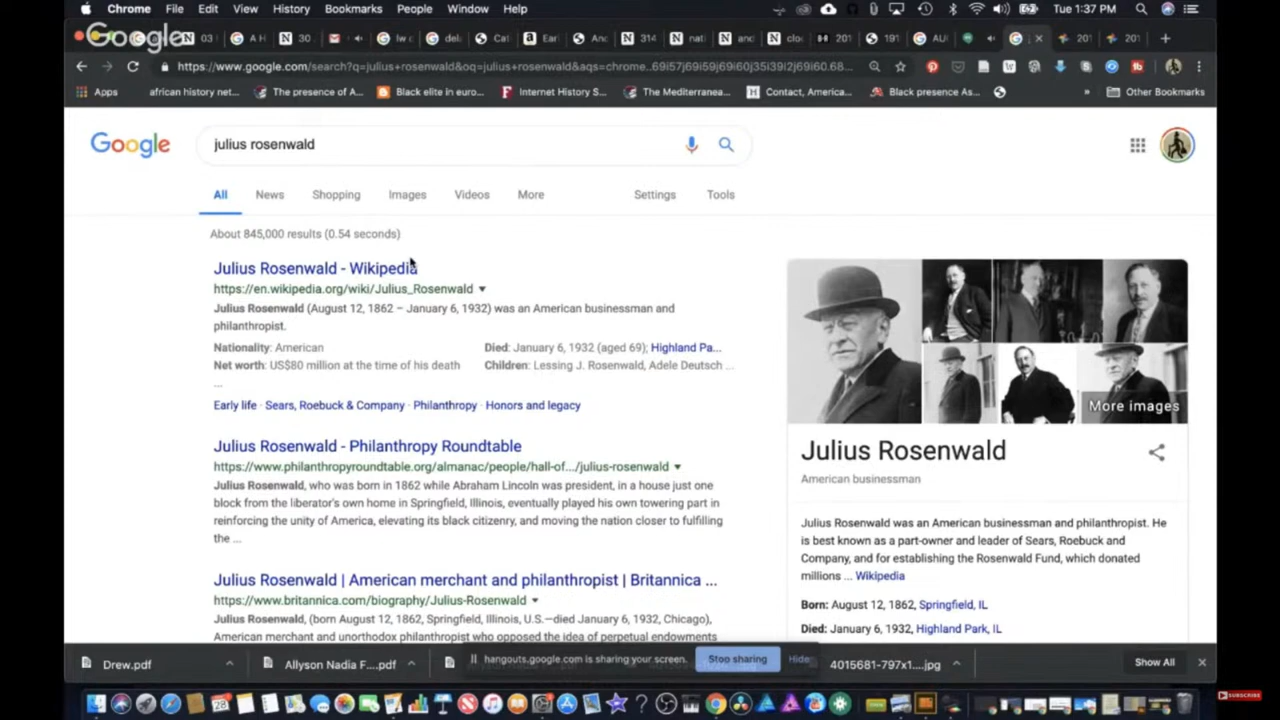 Chrome File Edit View History Bookmarks People Window Help Tue 1:37 PM
Google
https://www.google.com/search?q=julius+rosenwald&oq=julius+rosenwald&aqs=chrome..69i57j69i59j69i60j35i39l2j69i60.68...
Apps african history net... The presence of A... Black elite in euro... Internet History S... The Mediterranea... Contact, America... Black presence As... » Other Bookmarks
Google julius rosenwald
All News Shopping Images Videos More Settings Tools
About 845,000 results (0.54 seconds)
Julius Rosenwald - Wikipedia
https://en.wikipedia.org/wiki/Julius_Rosenwald
Julius Rosenwald (August 12, 1862 – January 6, 1932) was an American businessman and
philanthropist.
Nationality: American Died: January 6, 1932 (aged 69); Highland Pa...
Net worth: US$80 million at the time of his death Children: Lessing J. Rosenwald, Adele Deutsch ...
...
Early life · Sears, Roebuck & Company · Philanthropy · Honors and legacy
Julius Rosenwald - Philanthropy Roundtable
https://www.philanthropyroundtable.org/almanac/people/hall-of.../julius-rosenwald
Julius Rosenwald, who was born in 1862 while Abraham Lincoln was president, in a house just one
block from the liberator's own home in Springfield, Illinois, eventually played his own towering part in
reinforcing the unity of America, elevating its black citizenry, and moving the nation closer to fulfilling
the ...
Julius Rosenwald | American merchant and philanthropist | Britannica ...
https://www.britannica.com/biography/Julius-Rosenwald
Julius Rosenwald, (born August 12, 1862, Springfield, Illinois, U.S.—died January 6, 1932, Chicago),
American merchant and unorthodox philanthropist who opposed the idea of perpetual endowments
More images
Julius Rosenwald
American businessman
Julius Rosenwald was an American businessman and philanthropist. He
is best known as a part-owner and leader of Sears, Roebuck and
Company, and for establishing the Rosenwald Fund, which donated
millions ... Wikipedia
Born: August 12, 1862, Springfield, IL
Died: January 6, 1932, Highland Park, IL
Drew.pdf Allyson Nadia F....pdf hangouts.google.com is sharing your screen. Stop sharing Hide 4015681-797x1....jpg Show All
SUBSCRIBE